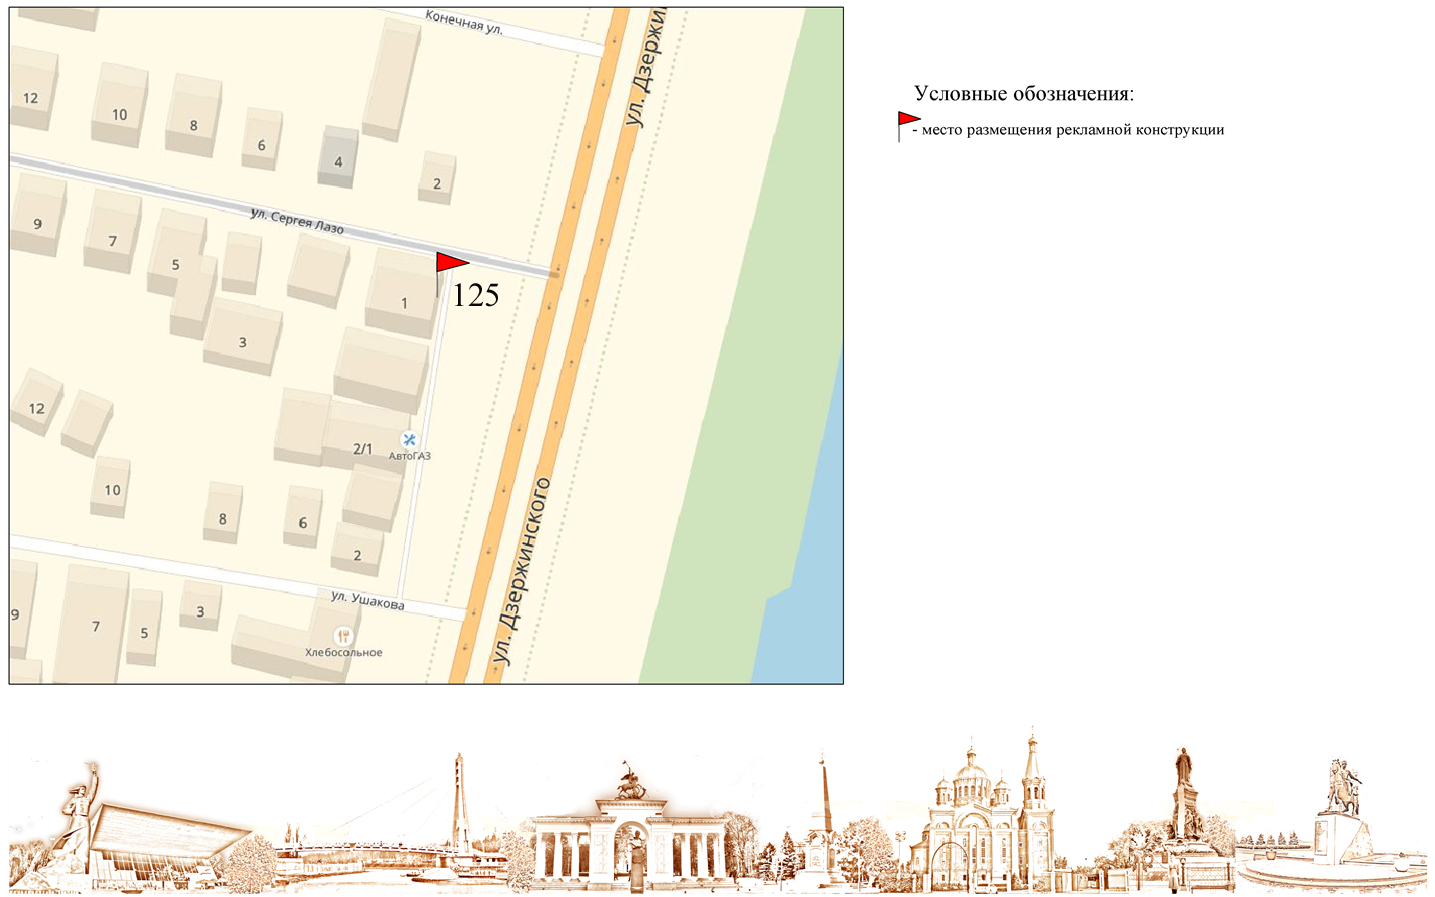 Конечная ул.
ул. Дзержин
Условные обозначения:
- место размещения рекламной конструкции
12
10
8
6
4
2
ул. Сергея Лазо
9
7
5
1
125
3
12
2/1
АвтоГАЗ
10
8
6
2
ул. Дзержинского
ул. Ушакова
9
7
5
3
Хлебосольное